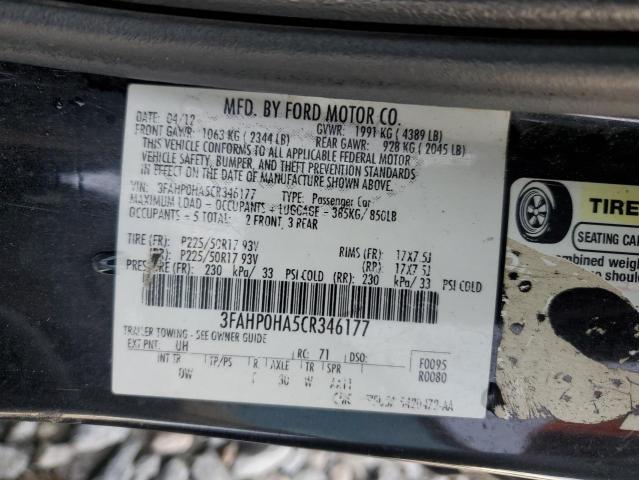 MFD. BY FORD MOTOR CO.
DATE: 04/12 GVWR: 1991 KG ( 4389 LB)
FRONT GAWR: 1063 KG ( 2344 LB) REAR GAWR: 928 KG ( 2045 LB)
THIS VEHICLE CONFORMS TO ALL APPLICABLE FEDERAL MOTOR
VEHICLE SAFETY, BUMPER, AND THEFT PREVENTION STANDARDS
IN EFFECT ON THE DATE OF MANUFACTURE SHOWN ABOVE.
VIN: 3FAHP0HA5CR346177 TYPE: Passenger Car
MAXIMUM LOAD - OCCUPANTS + LUGGAGE - 385KG/ 850LB
OCCUPANTS - 5 TOTAL: 2 FRONT, 3 REAR
TIRE (FR): P225/50R17 93V RIMS (FR): 17X7.5J
P225/50R17 93V 17X7.5J
PRESSURE (FR): 230 kPa/ 33 PSI COLD (RR): 230 kPa/ 33 PSI COLD
3FAHP0HA5CR346177
TRAILER TOWING - SEE OWNER GUIDE
EXT PNT: UH RC: 71 DSO:
INT TR TP/PS R AXLE TR SPR
F0095
R0080
TIRE
SEATING CA
ombined weigh